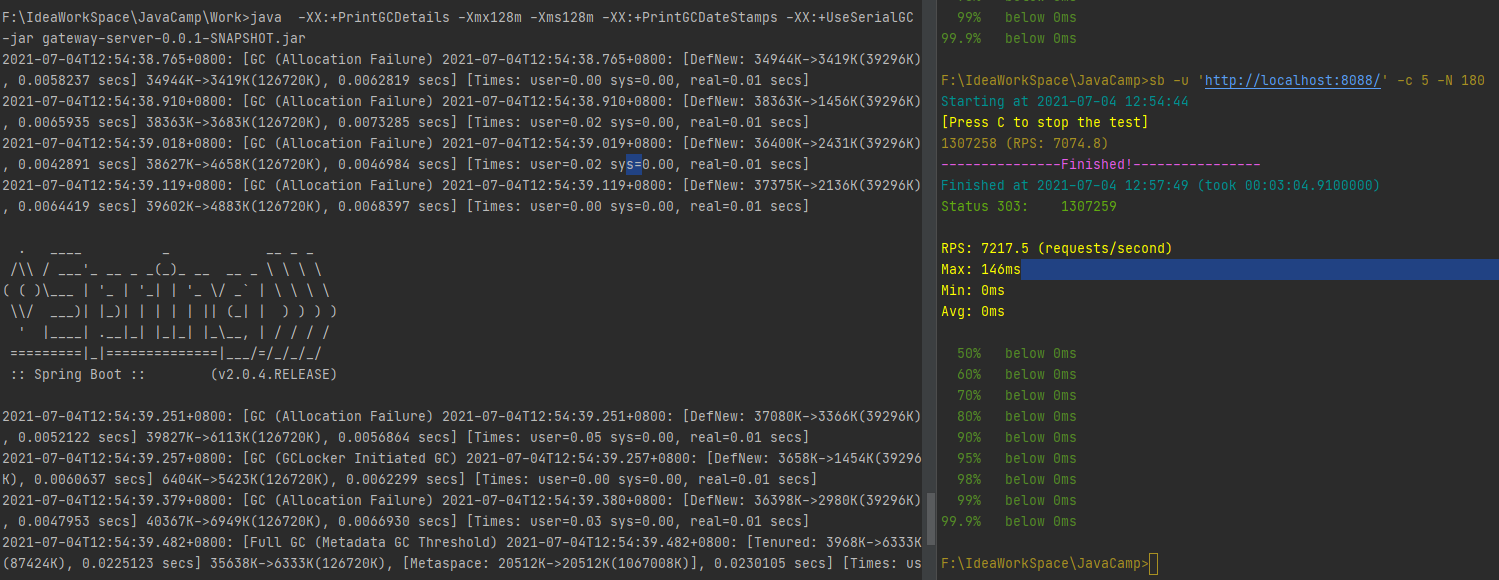 F:\IdeaWorkSpace\JavaCamp\Work>java  -XX:+PrintGCDetails -Xmx128m -Xms128m -XX:+PrintGCDateStamps -XX:+UseSerialGC
-jar gateway-server-0.0.1-SNAPSHOT.jar
2021-07-04T12:54:38.765+0800: [GC (Allocation Failure) 2021-07-04T12:54:38.765+0800: [DefNew: 34944K->3419K(39296K)
, 0.0058237 secs] 34944K->3419K(126720K), 0.0062819 secs] [Times: user=0.00 sys=0.00, real=0.01 secs]
2021-07-04T12:54:38.910+0800: [GC (Allocation Failure) 2021-07-04T12:54:38.910+0800: [DefNew: 38363K->1456K(39296K)
, 0.0065935 secs] 38363K->3683K(126720K), 0.0073285 secs] [Times: user=0.02 sys=0.00, real=0.01 secs]
2021-07-04T12:54:39.018+0800: [GC (Allocation Failure) 2021-07-04T12:54:39.019+0800: [DefNew: 36400K->2431K(39296K)
, 0.0042891 secs] 38627K->4658K(126720K), 0.0046984 secs] [Times: user=0.02 sys=0.00, real=0.01 secs]
2021-07-04T12:54:39.119+0800: [GC (Allocation Failure) 2021-07-04T12:54:39.119+0800: [DefNew: 37375K->2136K(39296K)
, 0.0064419 secs] 39602K->4883K(126720K), 0.0068397 secs] [Times: user=0.00 sys=0.00, real=0.01 secs]
  .   ____          _            __ _ _
 /\\ / ___'_ __ _ _(_)_ __  __ _ \ \ \ \
( ( )\___ | '_ | '_| | '_ \/ _` | \ \ \ \
 \\/  ___)| |_)| | | | | || (_| |  ) ) ) )
  '  |____| .__|_| |_|_| |_\__, | / / / /
 =========|_|==============|___/=/_/_/_/
 :: Spring Boot ::        (v2.0.4.RELEASE)
2021-07-04T12:54:39.251+0800: [GC (Allocation Failure) 2021-07-04T12:54:39.251+0800: [DefNew: 37080K->3366K(39296K)
, 0.0052122 secs] 39827K->6113K(126720K), 0.0056864 secs] [Times: user=0.05 sys=0.00, real=0.01 secs]
2021-07-04T12:54:39.257+0800: [GC (GCLocker Initiated GC) 2021-07-04T12:54:39.257+0800: [DefNew: 3658K->1454K(39296
K), 0.0060637 secs] 6404K->5423K(126720K), 0.0062299 secs] [Times: user=0.00 sys=0.00, real=0.01 secs]
2021-07-04T12:54:39.379+0800: [GC (Allocation Failure) 2021-07-04T12:54:39.380+0800: [DefNew: 36398K->2980K(39296K)
, 0.0047953 secs] 40367K->6949K(126720K), 0.0066930 secs] [Times: user=0.03 sys=0.00, real=0.01 secs]
2021-07-04T12:54:39.482+0800: [Full GC (Metadata GC Threshold) 2021-07-04T12:54:39.482+0800: [Tenured: 3968K->6333K
(87424K), 0.0225123 secs] 35638K->6333K(126720K), [Metaspace: 20512K->20512K(1067008K)], 0.0230105 secs] [Times: us
99%   below 0ms
99.9%   below 0ms
F:\IdeaWorkSpace\JavaCamp>sb -u 'http://localhost:8088/' -c 5 -N 180
Starting at 2021-07-04 12:54:44
[Press C to stop the test]
1307258 (RPS: 7074.8)
---------------Finished!----------------
Finished at 2021-07-04 12:57:49 (took 00:03:04.9100000)
Status 303:    1307259
RPS: 7217.5 (requests/second)
Max: 146ms
Min: 0ms
Avg: 0ms
50%   below 0ms
60%   below 0ms
70%   below 0ms
80%   below 0ms
90%   below 0ms
95%   below 0ms
98%   below 0ms
99%   below 0ms
99.9%   below 0ms
F:\IdeaWorkSpace\JavaCamp>